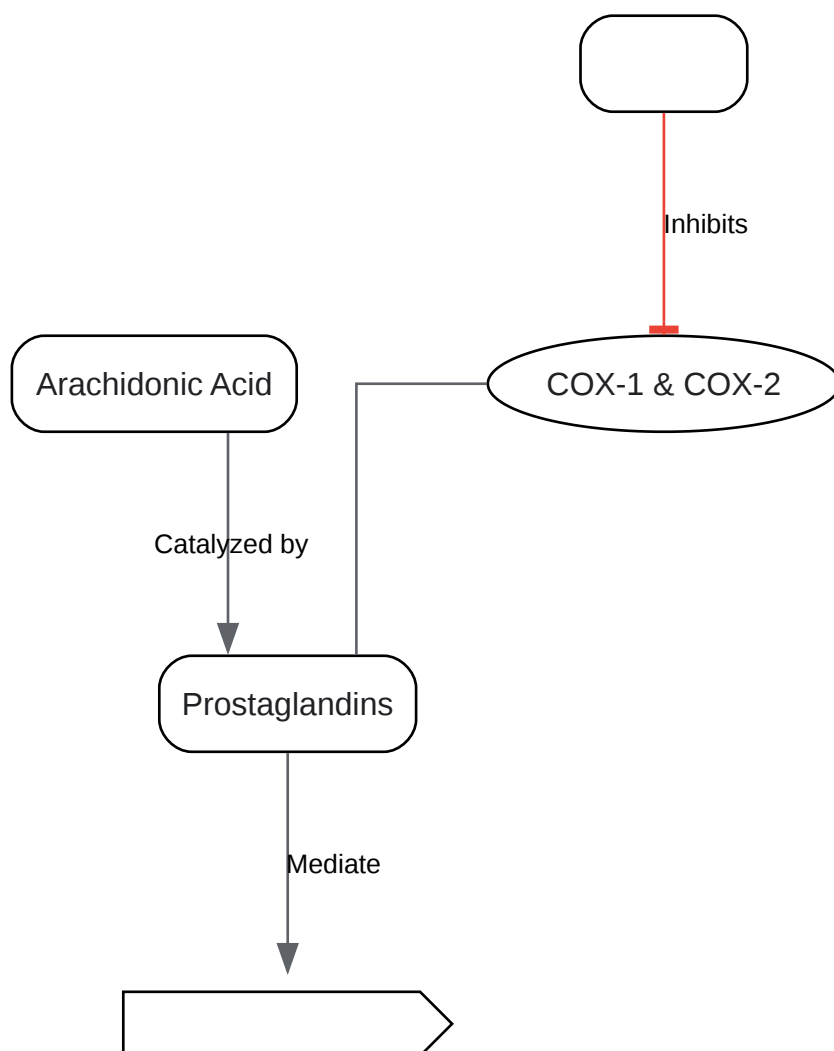 Inhibits
Arachidonic Acid
COX-1 & COX-2
Catalyzed by
Prostaglandins
Mediate